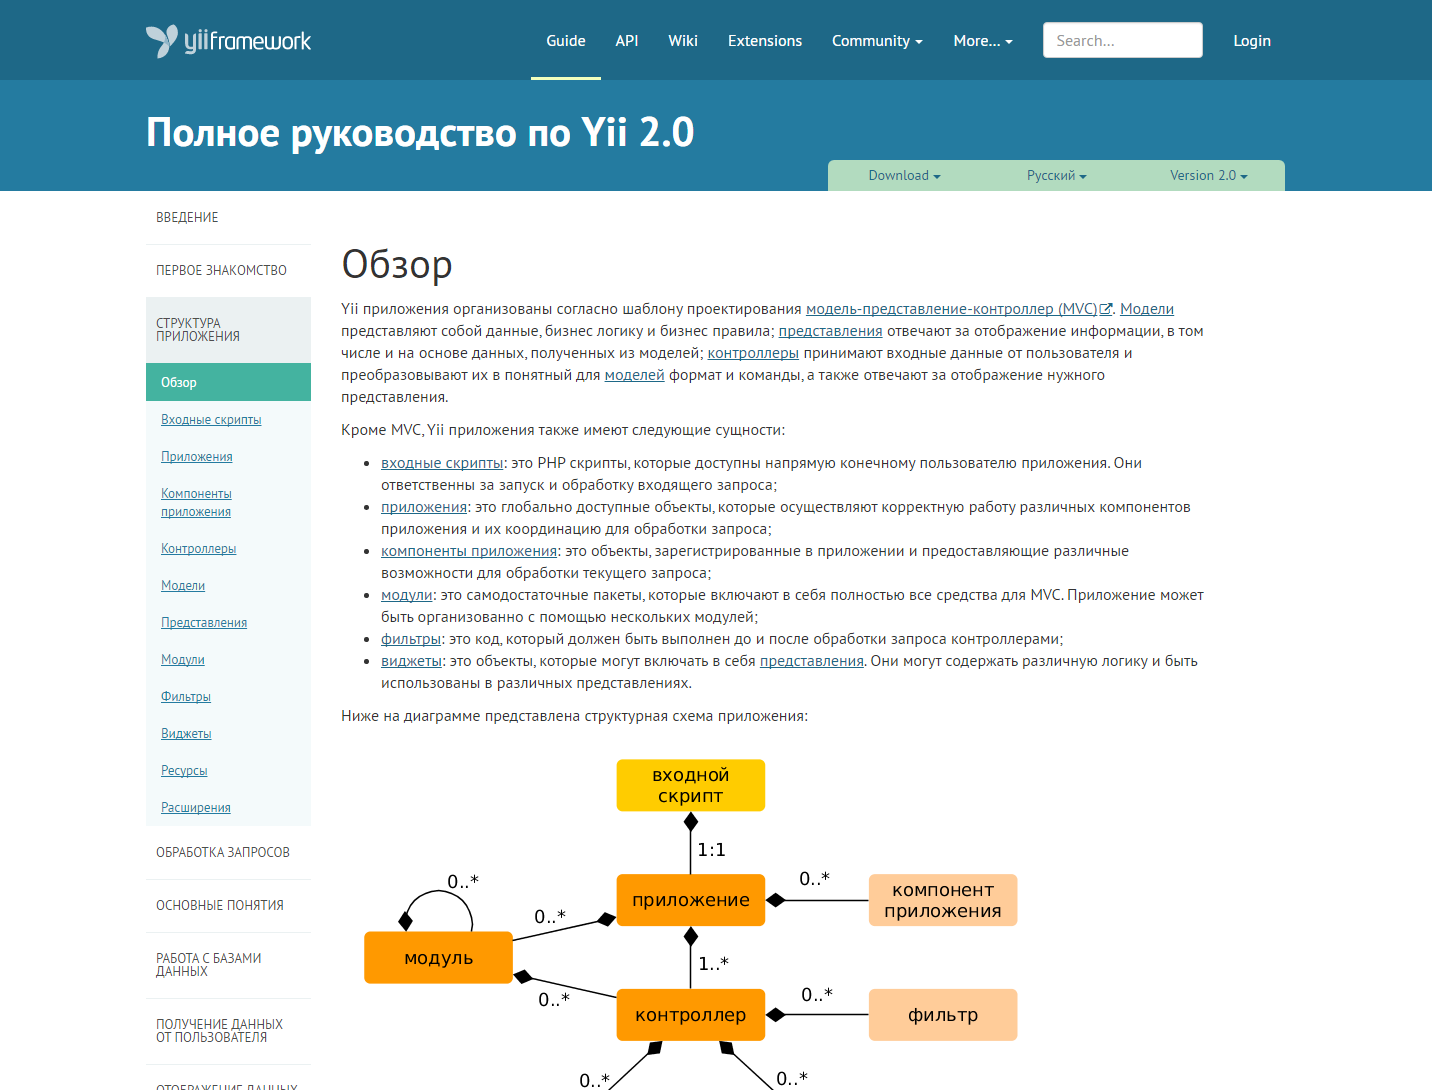 yiiframework
Guide
API
Wiki
Extensions
Community
More...
Search...
Login
Полное руководство по Yii 2.0
Download
Русский
Version 2.0
ВВЕДЕНИЕ
ПЕРВОЕ ЗНАКОМСТВО
СТРУКТУРА
ПРИЛОЖЕНИЯ
Обзор
Входные скрипты
Приложения
Компоненты
приложения
Контроллеры
Модели
Представления
Модули
Фильтры
Виджеты
Ресурсы
Расширения
ОБРАБОТКА ЗАПРОСОВ
ОСНОВНЫЕ ПОНЯТИЯ
РАБОТА С БАЗАМИ
ДАННЫХ
ПОЛУЧЕНИЕ ДАННЫХ
ОТ ПОЛЬЗОВАТЕЛЯ
ОТОБРАЖЕНИЕ ДАННЫХ
Обзор
Yii приложения организованы согласно шаблону проектирования модель-представление-контроллер (MVC). Модели
представляют собой данные, бизнес логику и бизнес правила; представления отвечают за отображение информации, в том
числе и на основе данных, полученных из моделей; контроллеры принимают входные данные от пользователя и
преобразовывают их в понятный для моделей формат и команды, а также отвечают за отображение нужного
представления.
Кроме MVC, Yii приложения также имеют следующие сущности:
входные скрипты: это PHP скрипты, которые доступны напрямую конечному пользователю приложения. Они
ответственны за запуск и обработку входящего запроса;
приложения: это глобально доступные объекты, которые осуществляют корректную работу различных компонентов
приложения и их координацию для обработки запроса;
компоненты приложения: это объекты, зарегистрированные в приложении и предоставляющие различные
возможности для обработки текущего запроса;
модули: это самодостаточные пакеты, которые включают в себя полностью все средства для MVC. Приложение может
быть организованно с помощью нескольких модулей;
фильтры: это код, который должен быть выполнен до и после обработки запроса контроллерами;
виджеты: это объекты, которые могут включать в себя представления. Они могут содержать различную логику и быть
использованы в различных представлениях.
Ниже на диаграмме представлена структурная схема приложения:
входной
скрипт
1:1
0..*
0..*
приложение
компонент
приложения
0..*
модуль
1..*
0..*
0..*
контроллер
фильтр
0..*
0..*